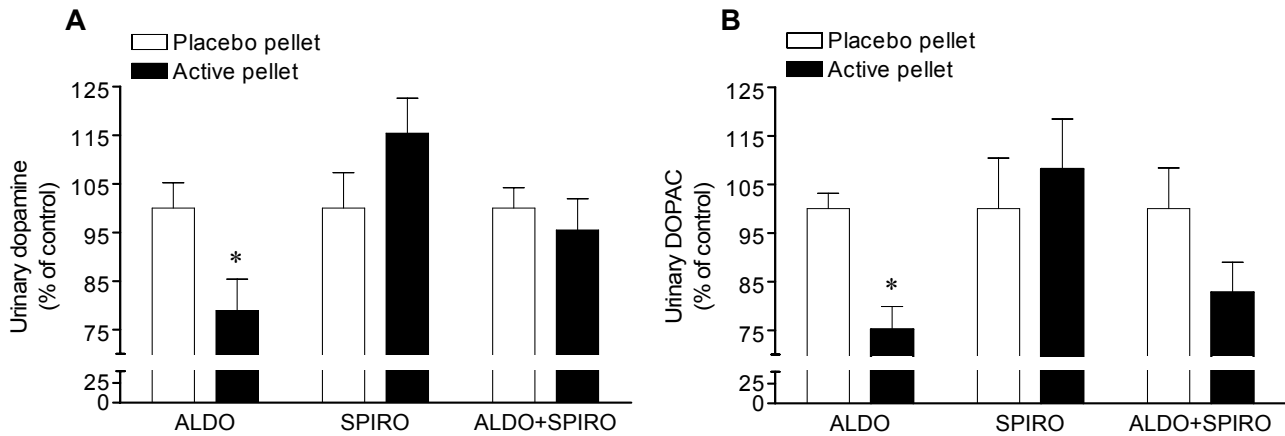 A
Placebo pellet
Active pellet
Urinary dopamine
(% of control)
125
115
105
95
85
75
25
0
*
ALDO
SPIRO
ALDO+SPIRO
B
Placebo pellet
Active pellet
Urinary DOPAC
(% of control)
125
115
105
95
85
75
25
0
*
ALDO
SPIRO
ALDO+SPIRO